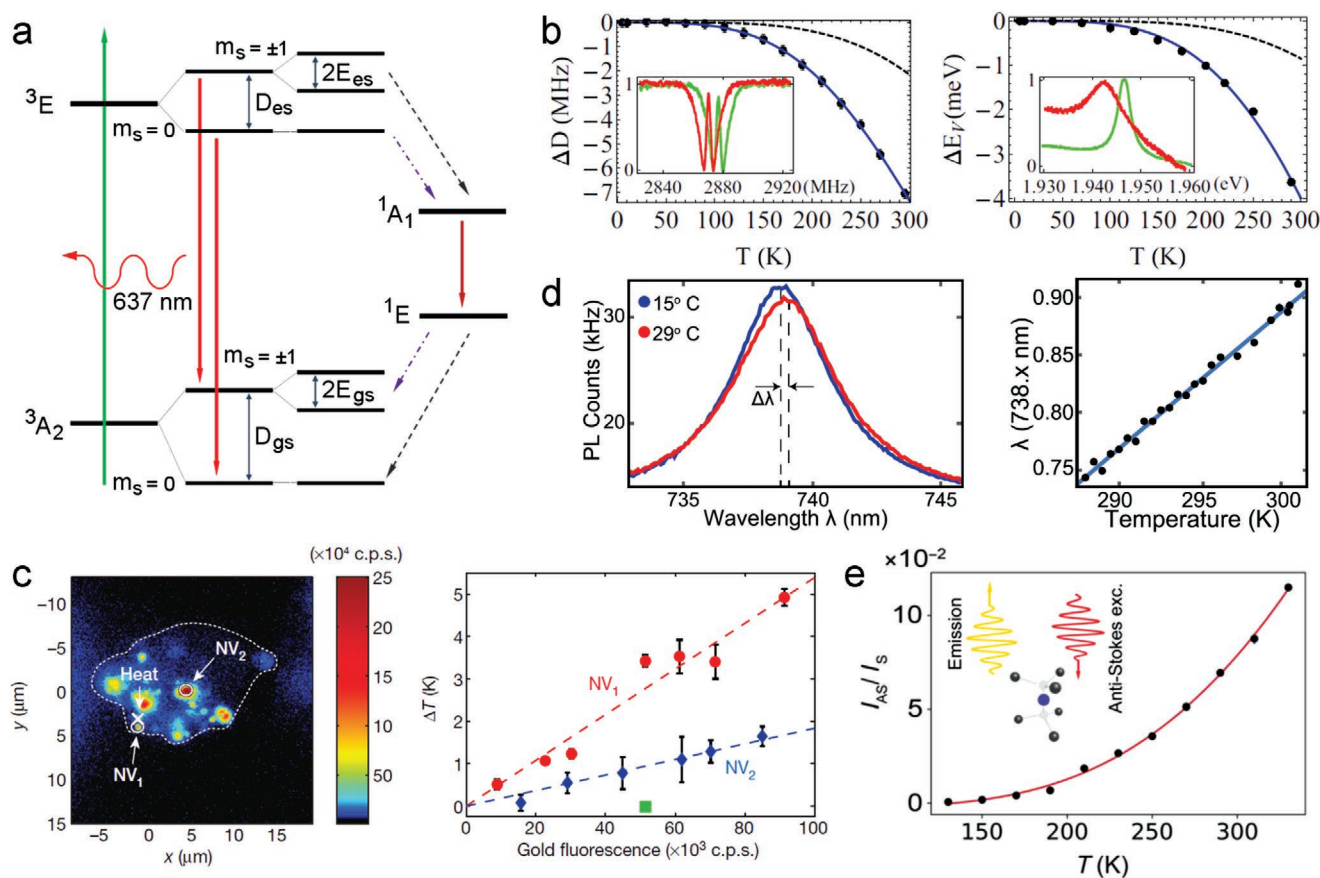 a
m_s = ±1
2E_es
³E
D_es
m_s = 0
¹A₁
637 nm
¹E
m_s = ±1
2E_gs
³A₂
D_gs
m_s = 0
b
0
-1
-2
-3
-4
-5
-6
-7
ΔD (MHz)
1
0
2840 2880 2920 (MHz)
0 50 100 150 200 250 300
T (K)
0
-1
-2
-3
-4
ΔE_V (meV)
1
0
1.930 1.940 1.950 1.960 (eV)
0 50 100 150 200 250 300
T (K)
d
30
20
PL Counts (kHz)
15° C
29° C
Δλ
735 740 745
Wavelength λ (nm)
0.90
0.85
0.80
0.75
λ (738.x nm)
290 295 300
Temperature (K)
c
(×10⁴ c.p.s.)
-10
-5
0
5
10
15
y (μm)
NV₂
Heat
NV₁
-5 0 5 10 15
x (μm)
25
20
15
10
50
5
4
3
2
1
0
ΔT (K)
NV₁
NV₂
0 20 40 60 80 100
Gold fluorescence (×10³ c.p.s.)
e
×10⁻²
10
5
0
I_AS/ I_S
Emission
Anti-Stokes exc.
150 200 250 300
T (K)